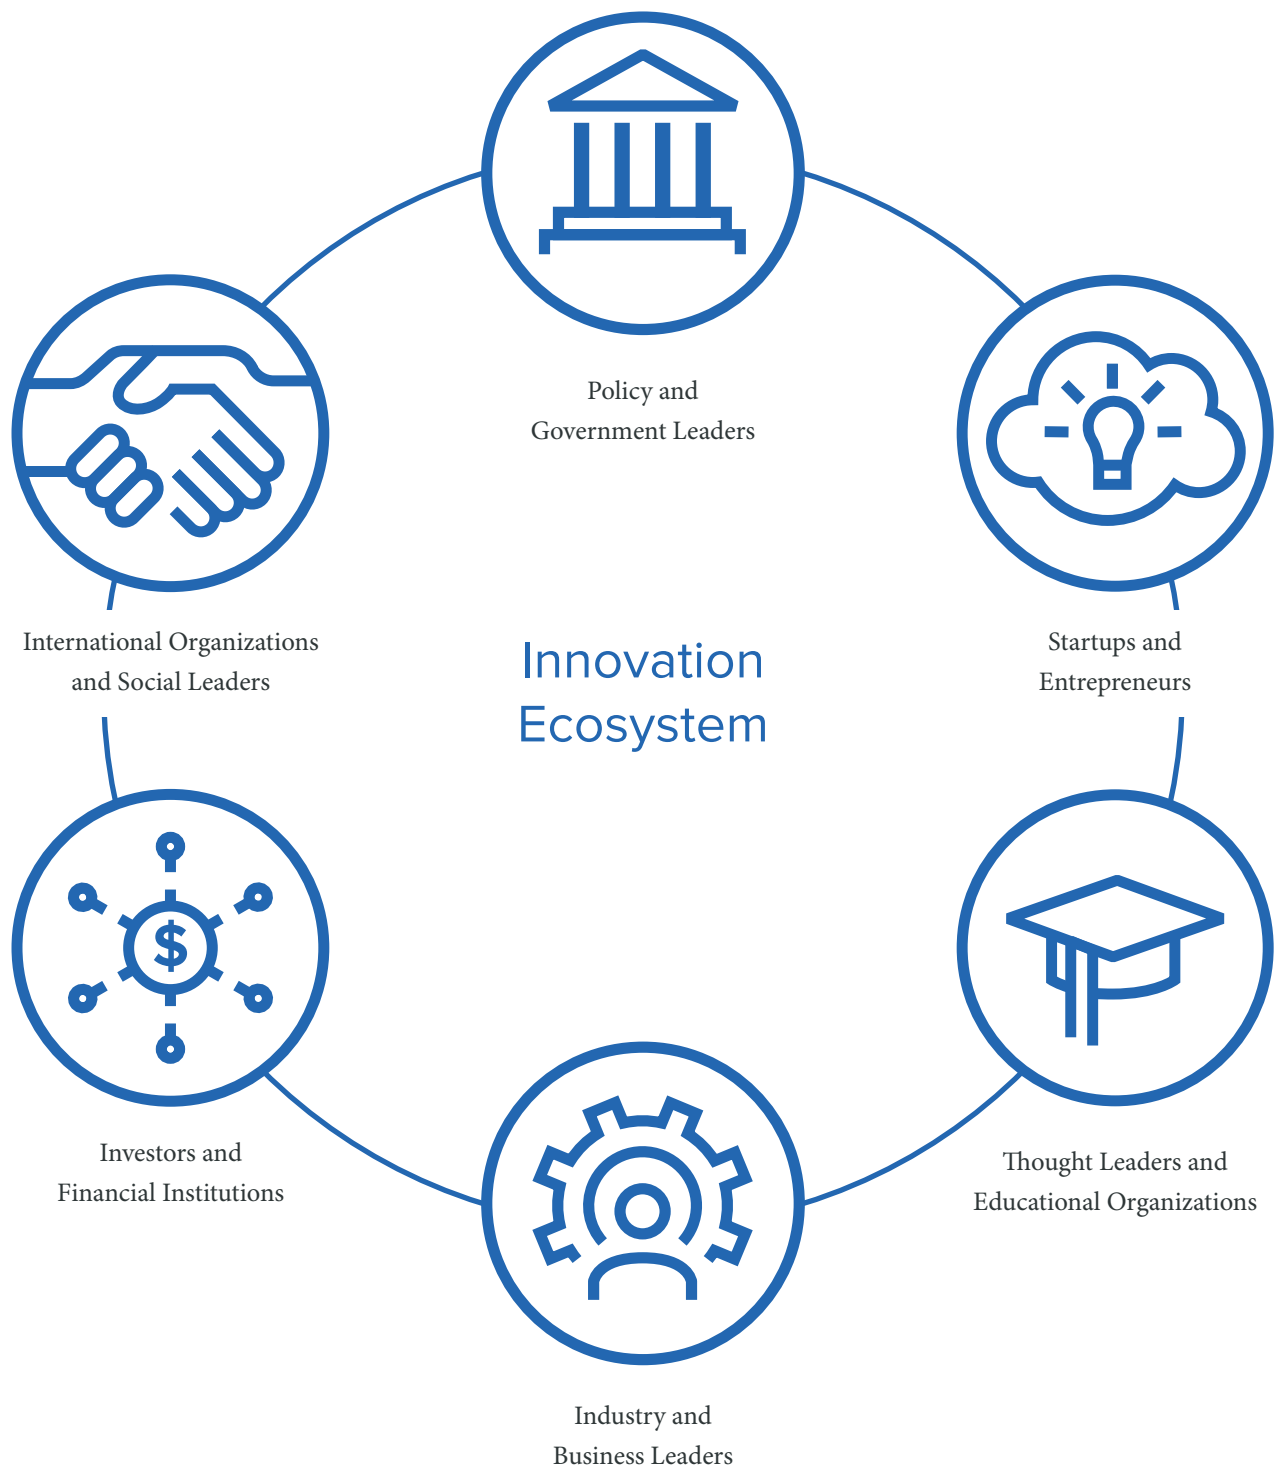 Policy and
Government Leaders
International Organizations
and Social Leaders
Startups and
Entrepreneurs
Innovation
Ecosystem
$
Investors and
Financial Institutions
Thought Leaders and
Educational Organizations
Industry and
Business Leaders